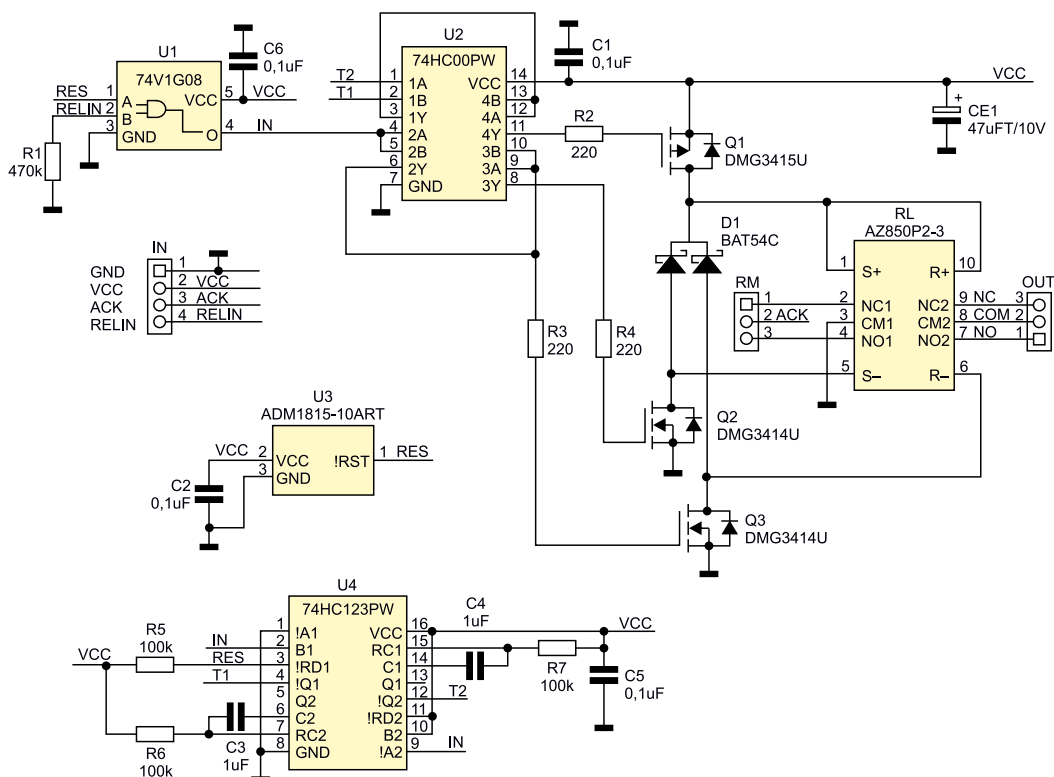 U1
74V1G08
RES 1 A VCC 5 VCC
RELIN 2 B
3 GND O 4 IN
R1
470k
C6
0,1uF
U2
74HC00PW
T2 1 1A VCC 14
T1 2 1B 4B 13
3 1Y 4A 12
4 2A 4Y 11
5 2B 3B 10
6 2Y 3A 9
7 GND 3Y 8
C1
0,1uF
VCC
+
CE1
47uFT/10V
R2
220
Q1
DMG3415U
D1
BAT54C
RL
AZ850P2-3
1 S+ R+ 10
2 NC1 NC2 9 NC 3
3 CM1 CM2 8 COM 2
4 NO1 NO2 7 NO 1
5 S– R– 6
RM
1
2 ACK
3
OUT
IN
GND 1
VCC 2 VCC
ACK 3 ACK
RELIN 4 RELIN
R3
220
R4
220
Q2
DMG3414U
Q3
DMG3414U
U3
ADM1815-10ART
VCC 2 VCC !RST 1 RES
3 GND
C2
0,1uF
U4
74HC123PW
1 !A1 VCC 16
IN 2 B1 RC1 15
RES 3 !RD1 C1 14
T1 4 !Q1 Q1 13
5 Q2 !Q2 12 T2
6 C2 !RD2 11
7 RC2 B2 10
8 GND !A2 9 IN
VCC
R5
100k
R6
100k
C3
1uF
C4
1uF
R7
100k
VCC
C5
0,1uF